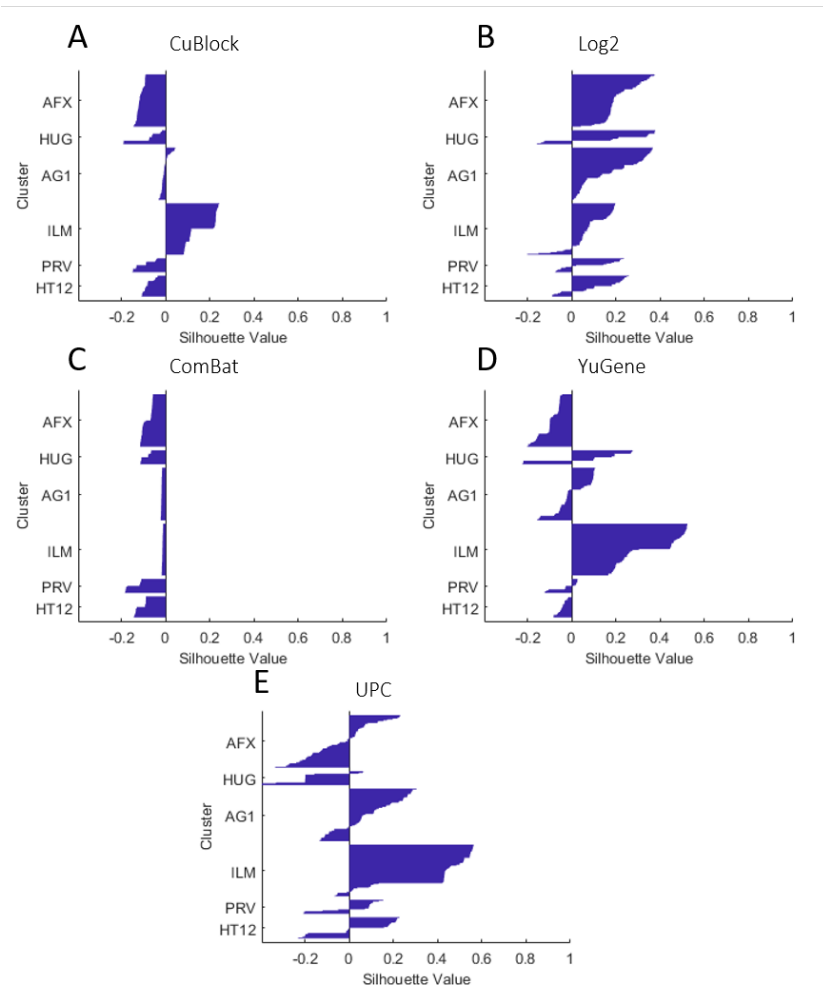 A
CuBlock
AFX
HUG
AG1
ILM
PRV
HT12
Cluster
-0.2 0 0.2 0.4 0.6 0.8 1
Silhouette Value
B
Log2
AFX
HUG
AG1
ILM
PRV
HT12
Cluster
-0.2 0 0.2 0.4 0.6 0.8 1
Silhouette Value
C
ComBat
AFX
HUG
AG1
ILM
PRV
HT12
Cluster
-0.2 0 0.2 0.4 0.6 0.8 1
Silhouette Value
D
YuGene
AFX
HUG
AG1
ILM
PRV
HT12
Cluster
-0.2 0 0.2 0.4 0.6 0.8 1
Silhouette Value
E
UPC
AFX
HUG
AG1
ILM
PRV
HT12
Cluster
-0.2 0 0.2 0.4 0.6 0.8 1
Silhouette Value